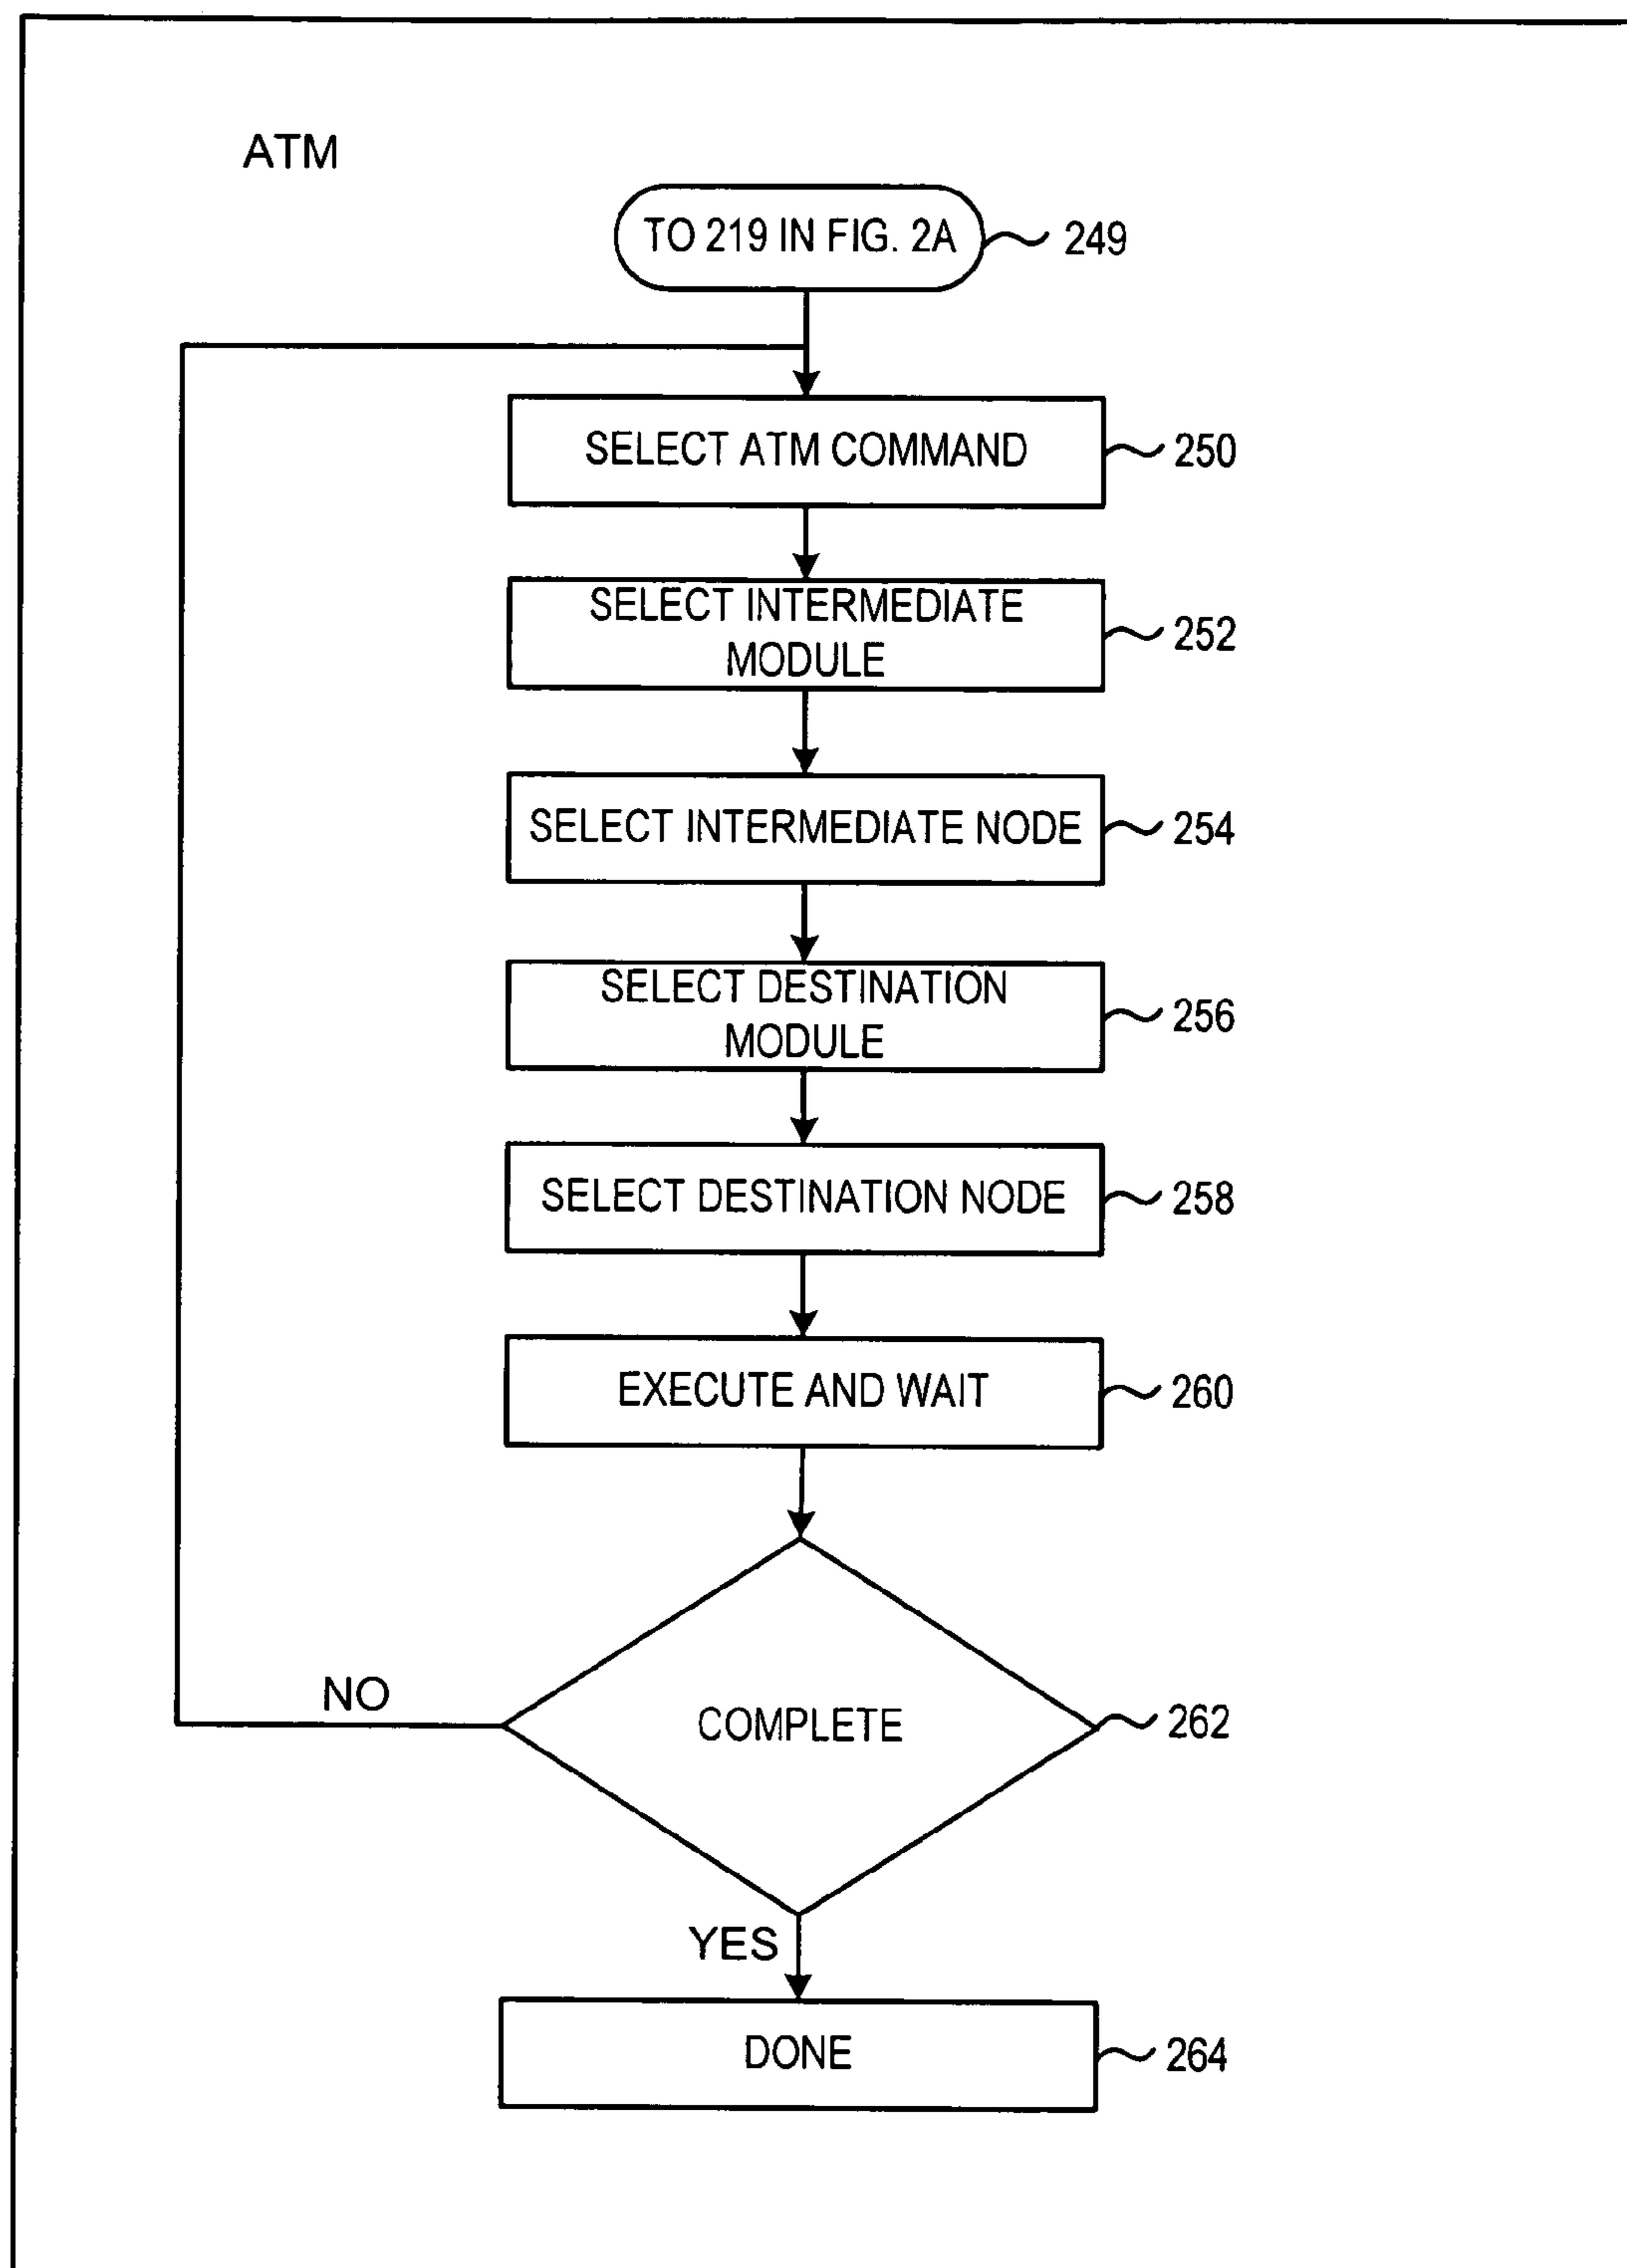 ATM
TO 219 IN FIG. 2A
249
SELECT ATM COMMAND
250
SELECT INTERMEDIATE
MODULE
252
SELECT INTERMEDIATE NODE
254
SELECT DESTINATION
MODULE
256
SELECT DESTINATION NODE
258
EXECUTE AND WAIT
260
COMPLETE
262
NO
YES
DONE
264